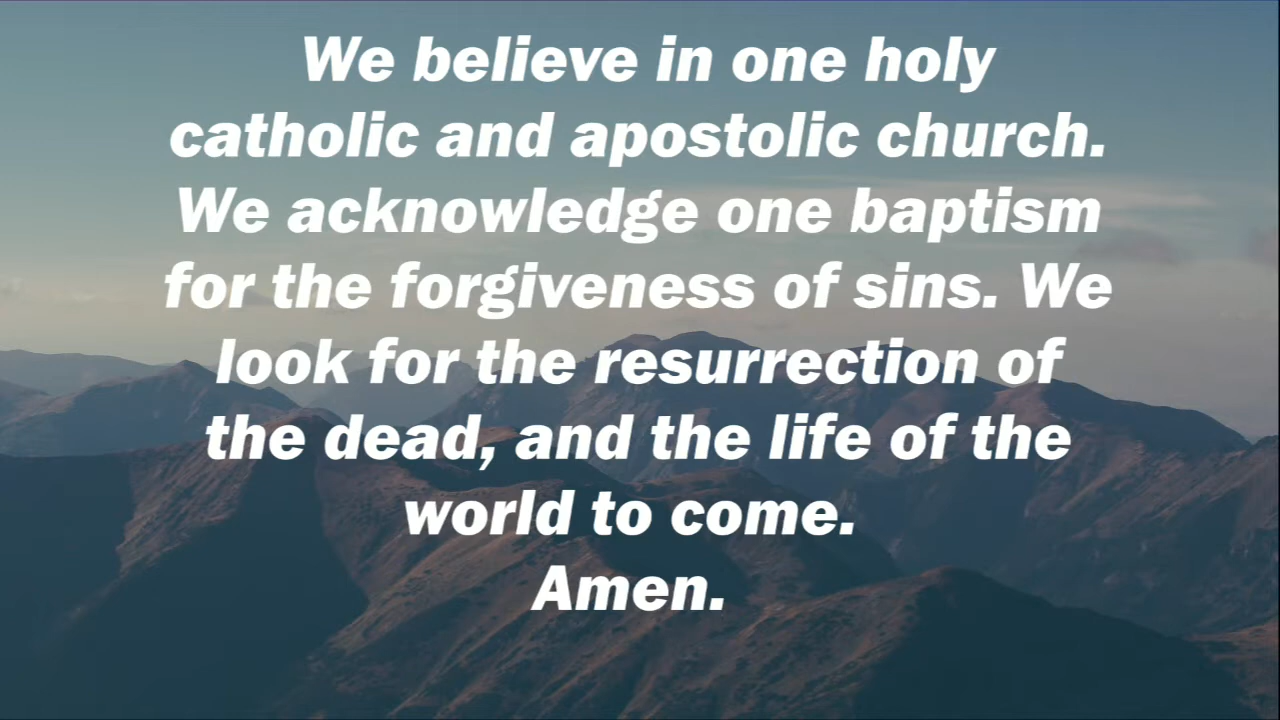 We believe in one holy
catholic and apostolic church.
We acknowledge one baptism
for the forgiveness of sins. We
look for the resurrection of
the dead, and the life of the
world to come.
Amen.